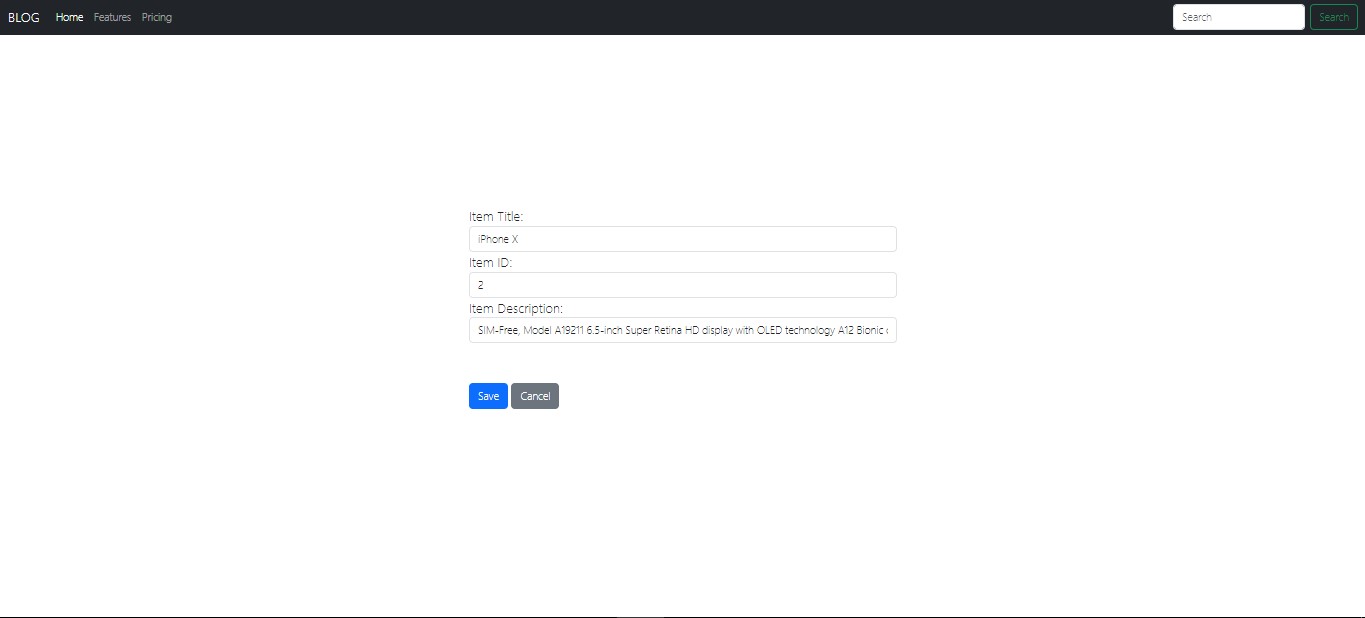 BLOG Home Features Pricing Search Search
Item Title:
iPhone X
Item ID:
2
Item Description:
SIM-Free, Model A19211 6.5-inch Super Retina HD display with OLED technology A12 Bionic
Save Cancel